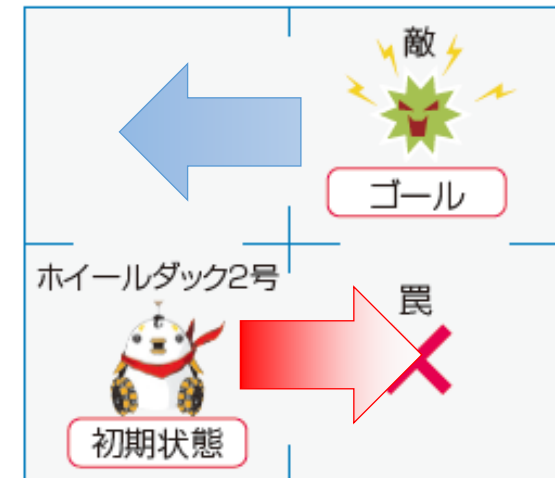 敵
ゴール
ホイールダック2号
罠
初期状態